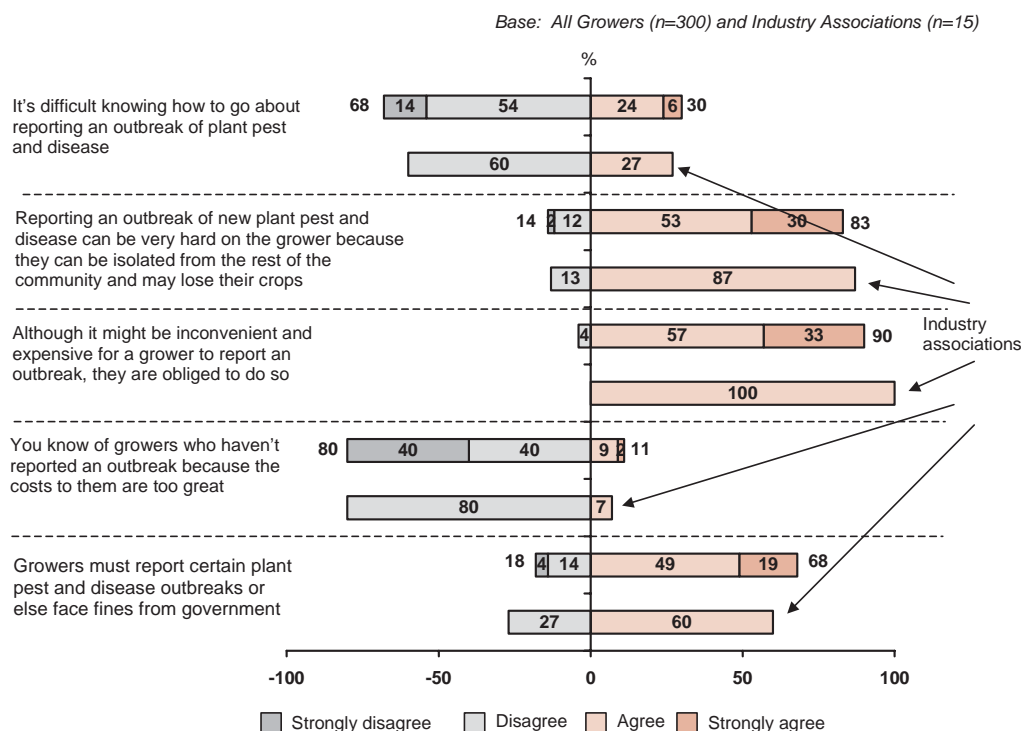 Base: All Growers (n=300) and Industry Associations (n=15)
%
It's difficult knowing how to go about
reporting an outbreak of plant pest
and disease
68 14 54 24 6 30
60 27
Reporting an outbreak of new plant pest and
disease can be very hard on the grower because
they can be isolated from the rest of the
community and may lose their crops
14 2 12 53 30 83
13 87
Although it might be inconvenient and
expensive for a grower to report an
outbreak, they are obliged to do so
4 57 33 90
100
Industry
associations
You know of growers who haven't
reported an outbreak because the
costs to them are too great
80 40 40 9 2 11
80 7
Growers must report certain plant
pest and disease outbreaks or
else face fines from government
18 4 14 49 19 68
27 60
-100 -50 0 50 100
Strongly disagree Disagree Agree Strongly agree